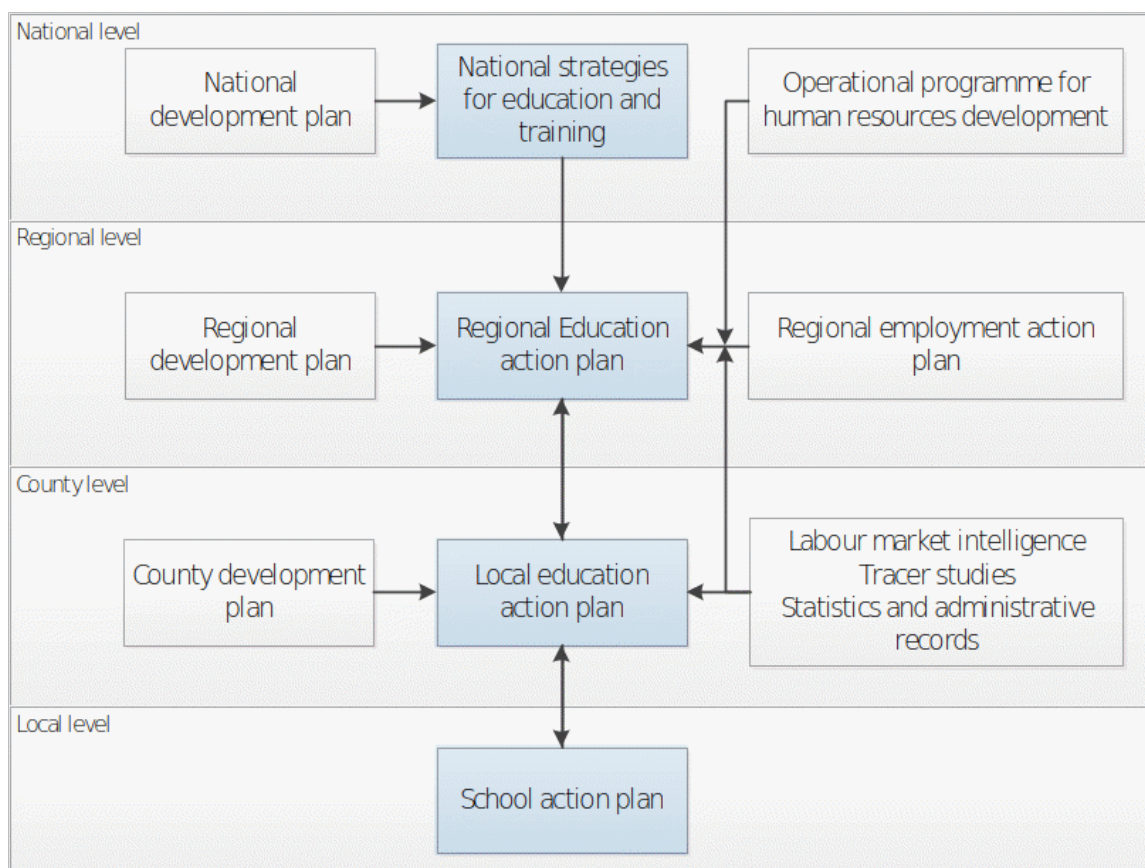 National level
National
development plan
National strategies
for education and
training
Operational programme for
human resources development
Regional level
Regional
development plan
Regional Education
action plan
Regional employment action
plan
County level
County development
plan
Local education
action plan
Labour market intelligence
Tracer studies
Statistics and administrative
records
Local level
School action plan